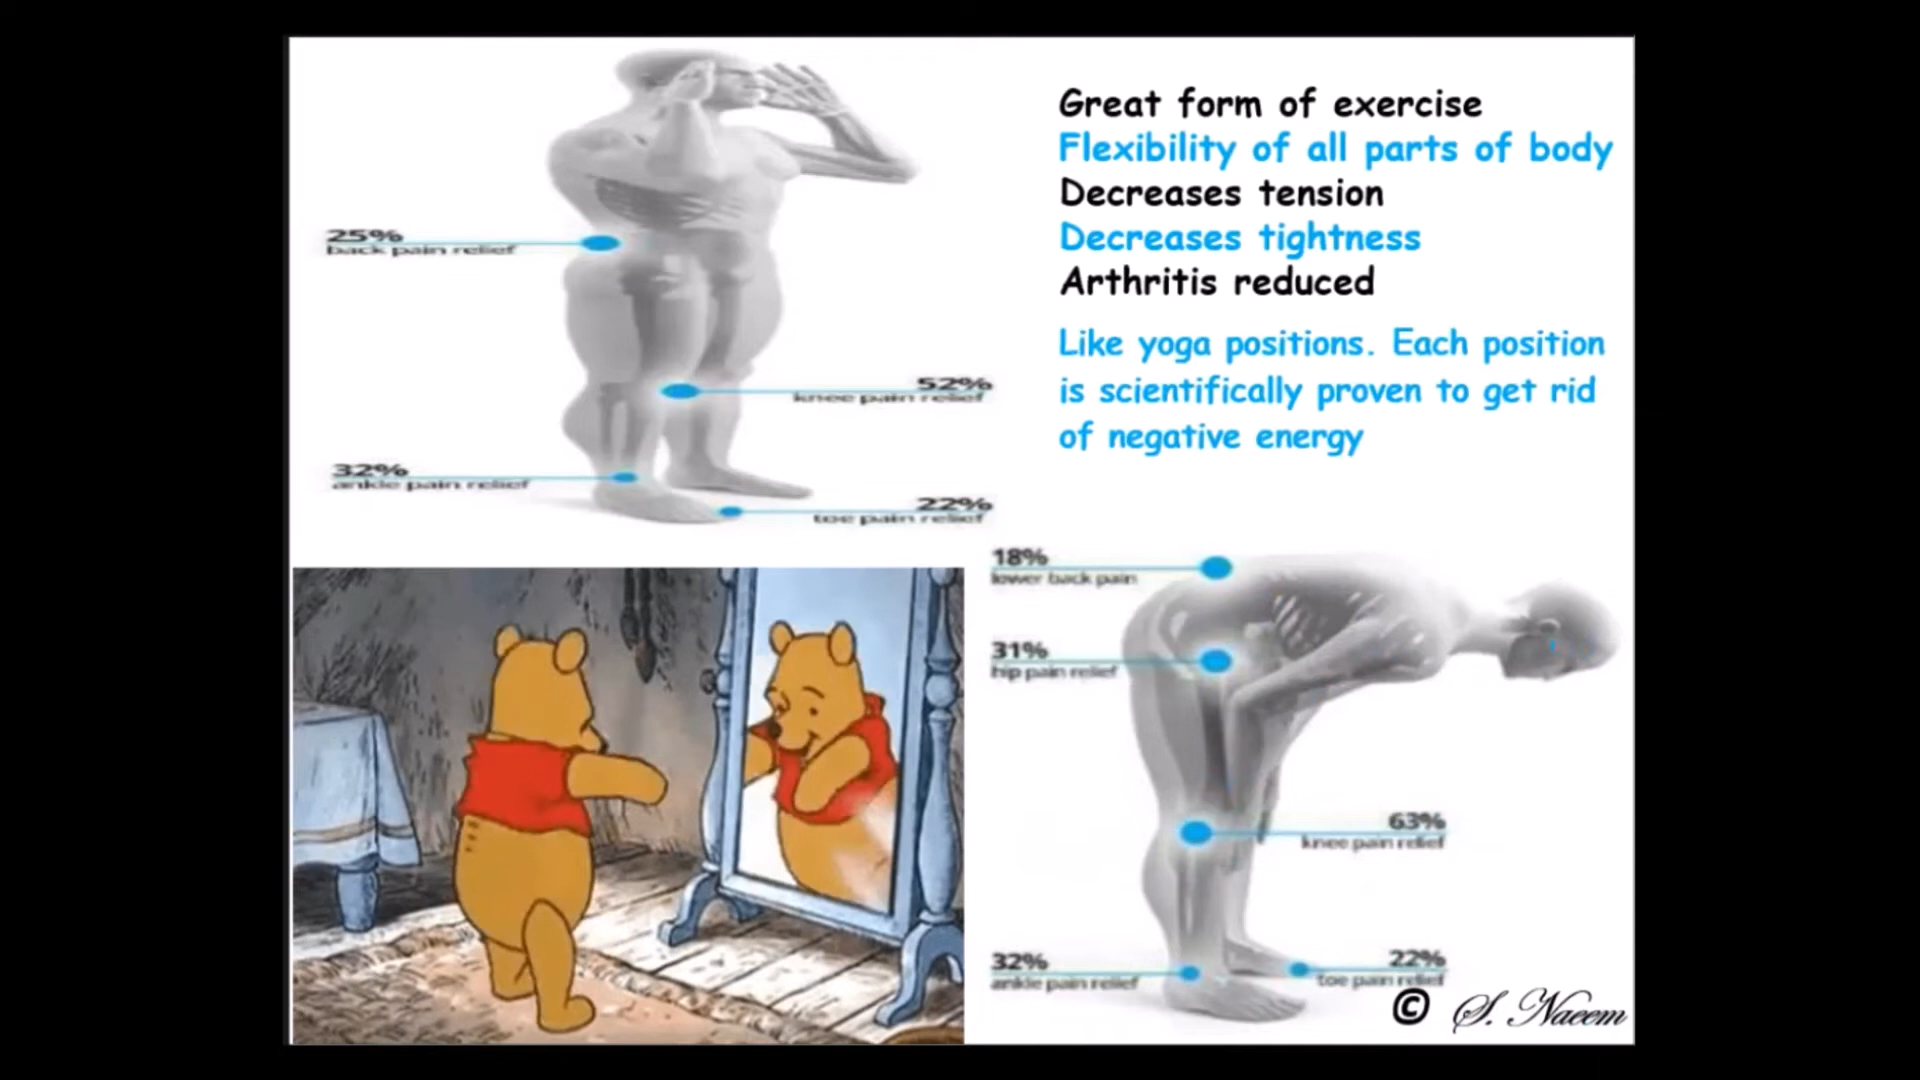 Great form of exercise
Flexibility of all parts of body
Decreases tension
Decreases tightness
Arthritis reduced
Like yoga positions. Each position
is scientifically proven to get rid
of negative energy
25%
back pain relief
52%
knee pain relief
32%
ankle pain relief
22%
toe pain relief
18%
lower back pain
31%
hip pain relief
63%
knee pain relief
32%
ankle pain relief
22%
toe pain relief
© S. Naeem